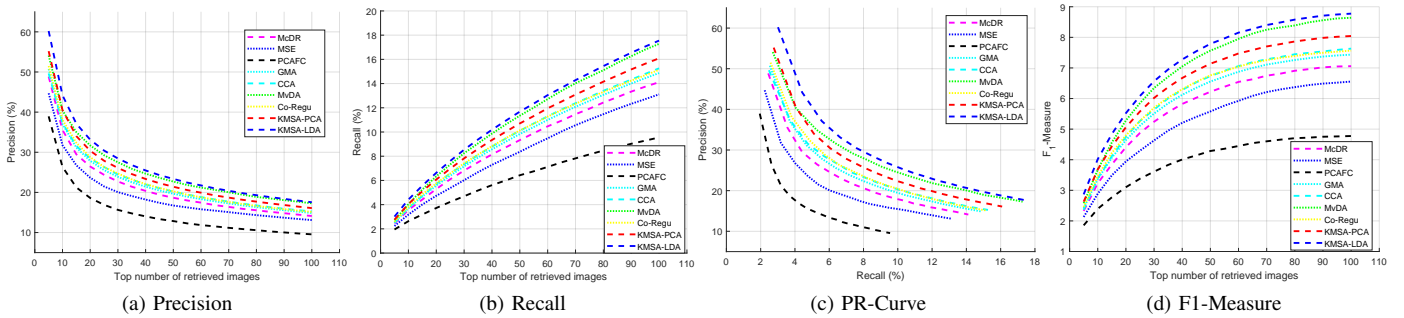 60
50
40
30
20
10
0 10 20 30 40 50 60 70 80 90 100 110
Precision (%)
Top number of retrieved images
McDR
MSE
PCAFC
GMA
CCA
MvDA
Co-Regu
KMSA-PCA
KMSA-LDA
(a) Precision
20
18
16
14
12
10
8
6
4
2
0
0 10 20 30 40 50 60 70 80 90 100 110
Recall (%)
Top number of retrieved images
McDR
MSE
PCAFC
GMA
CCA
MvDA
Co-Regu
KMSA-PCA
KMSA-LDA
(b) Recall
60
50
40
30
20
10
0 2 4 6 8 10 12 14 16 18
Precision (%)
Recall (%)
McDR
MSE
PCAFC
GMA
CCA
MvDA
Co-Regu
KMSA-PCA
KMSA-LDA
(c) PR-Curve
9
8
7
6
5
4
3
2
1
0 10 20 30 40 50 60 70 80 90 100 110
F1-Measure
Top number of retrieved images
McDR
MSE
PCAFC
GMA
CCA
MvDA
Co-Regu
KMSA-PCA
KMSA-LDA
(d) F1-Measure